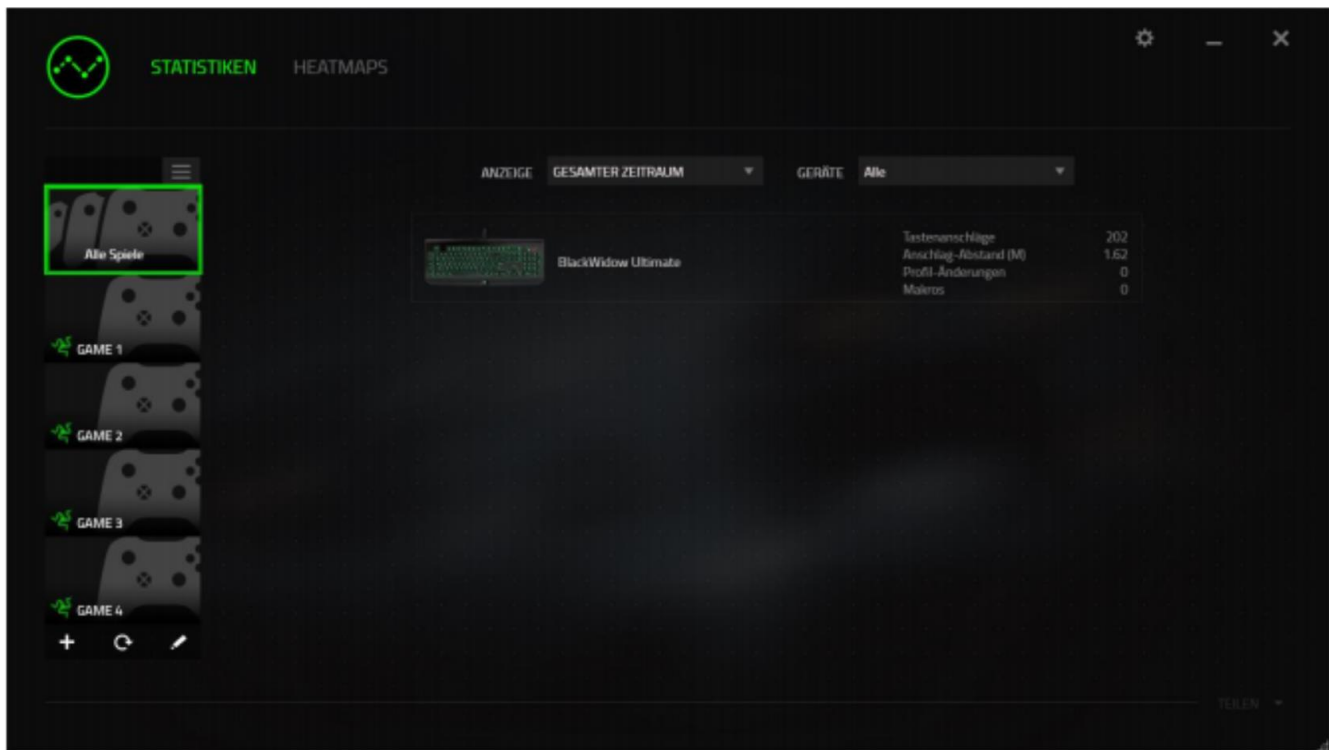 STATISTIKEN HEATMAPS
ANZEIGE GESAMTER ZEITRAUM GERÄTE Alle
Alle Spiele
BlackWidow Ultimate
Tastenanschläge 202
Anschlag-Abstand (M) 1.62
Profil-Änderungen 0
Makros 0
GAME 1
GAME 2
GAME 3
GAME 4
TEILEN